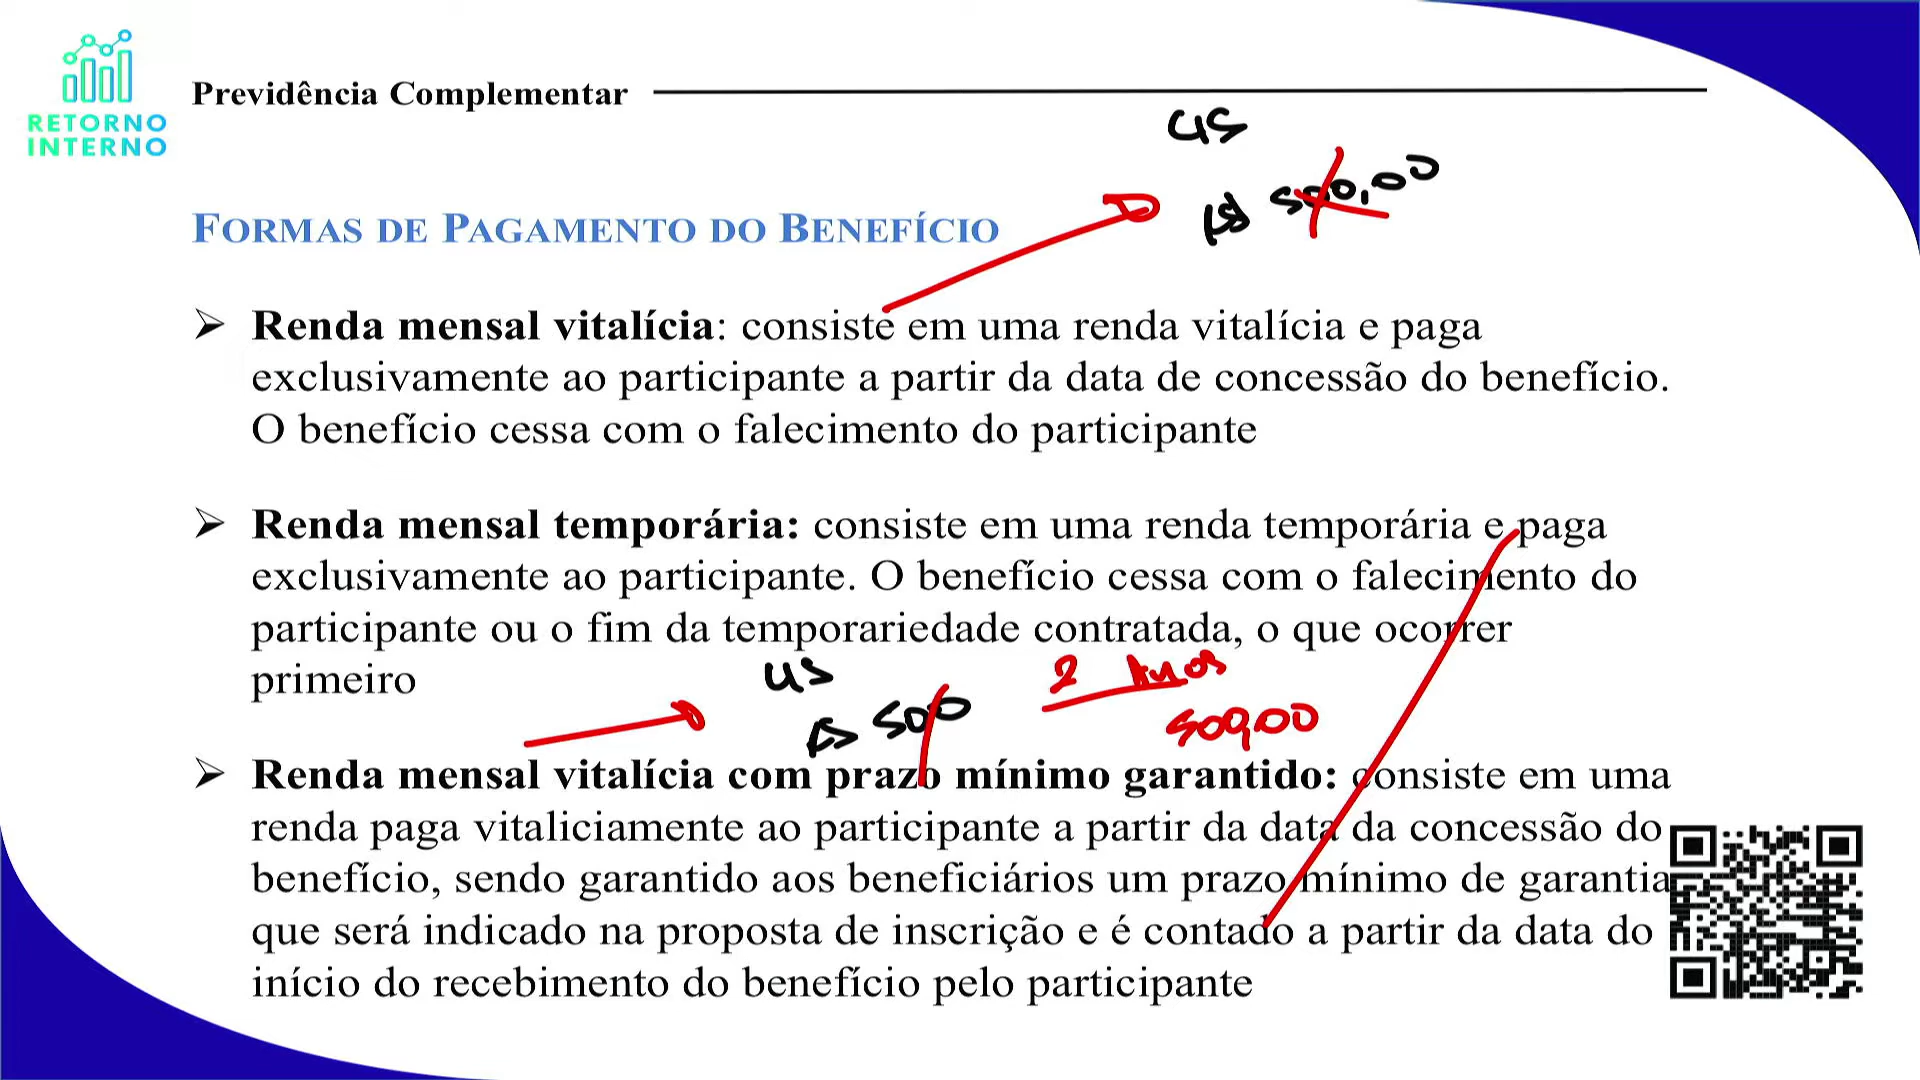 RETORNO
INTERNO
Previdência Complementar
FORMAS DE PAGAMENTO DO BENEFÍCIO
500,00
Renda mensal vitalícia: consiste em uma renda vitalícia e paga
exclusivamente ao participante a partir da data de concessão do benefício.
O benefício cessa com o falecimento do participante
Renda mensal temporária: consiste em uma renda temporária e paga
exclusivamente ao participante. O benefício cessa com o falecimento do
participante ou o fim da temporariedade contratada, o que ocorrer
primeiro
2 Anos
500
500,00
Renda mensal vitalícia com prazo mínimo garantido: consiste em uma
renda paga vitaliciamente ao participante a partir da data da concessão do
benefício, sendo garantido aos beneficiários um prazo mínimo de garantia
que será indicado na proposta de inscrição e é contado a partir da data do
início do recebimento do benefício pelo participante